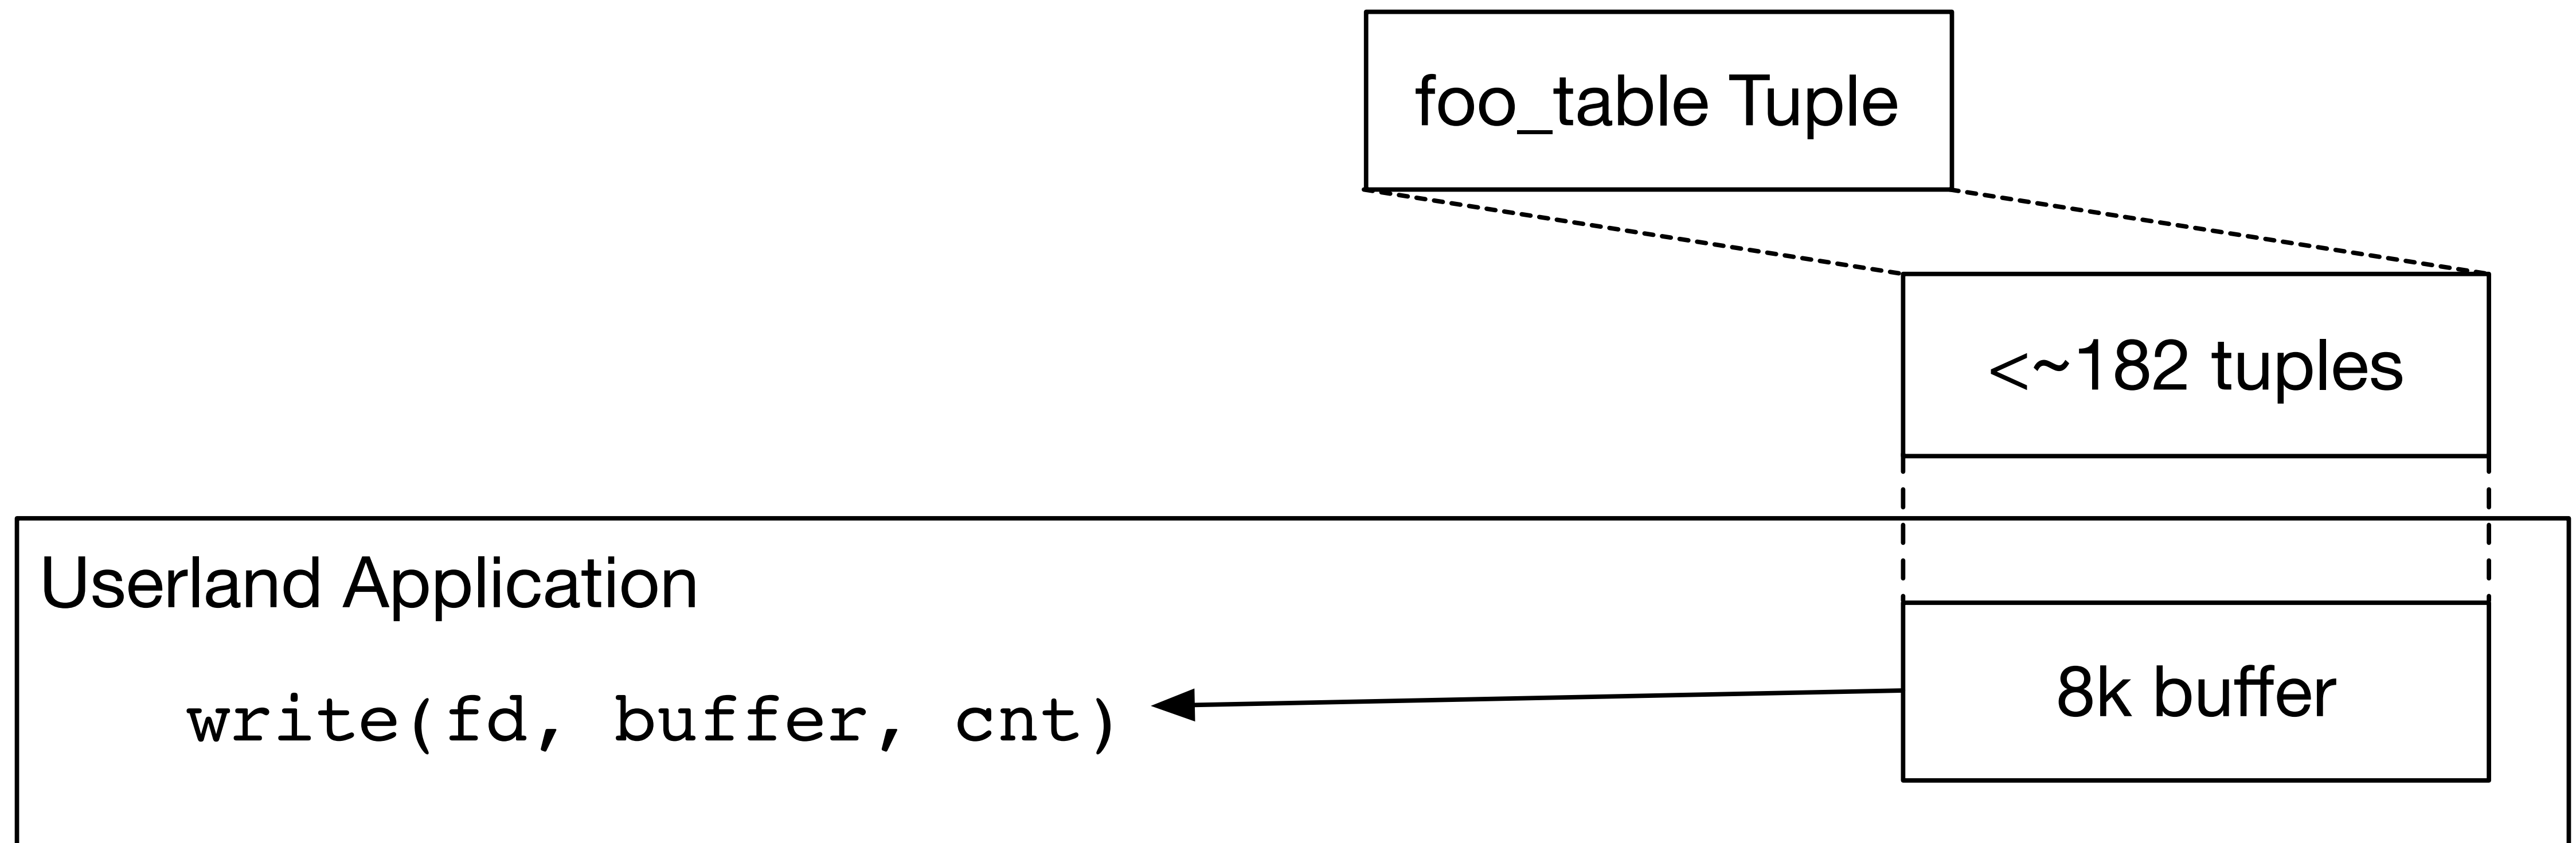 foo_table Tuple
<~182 tuples
Userland Application
8k buffer
write(fd, buffer, cnt)